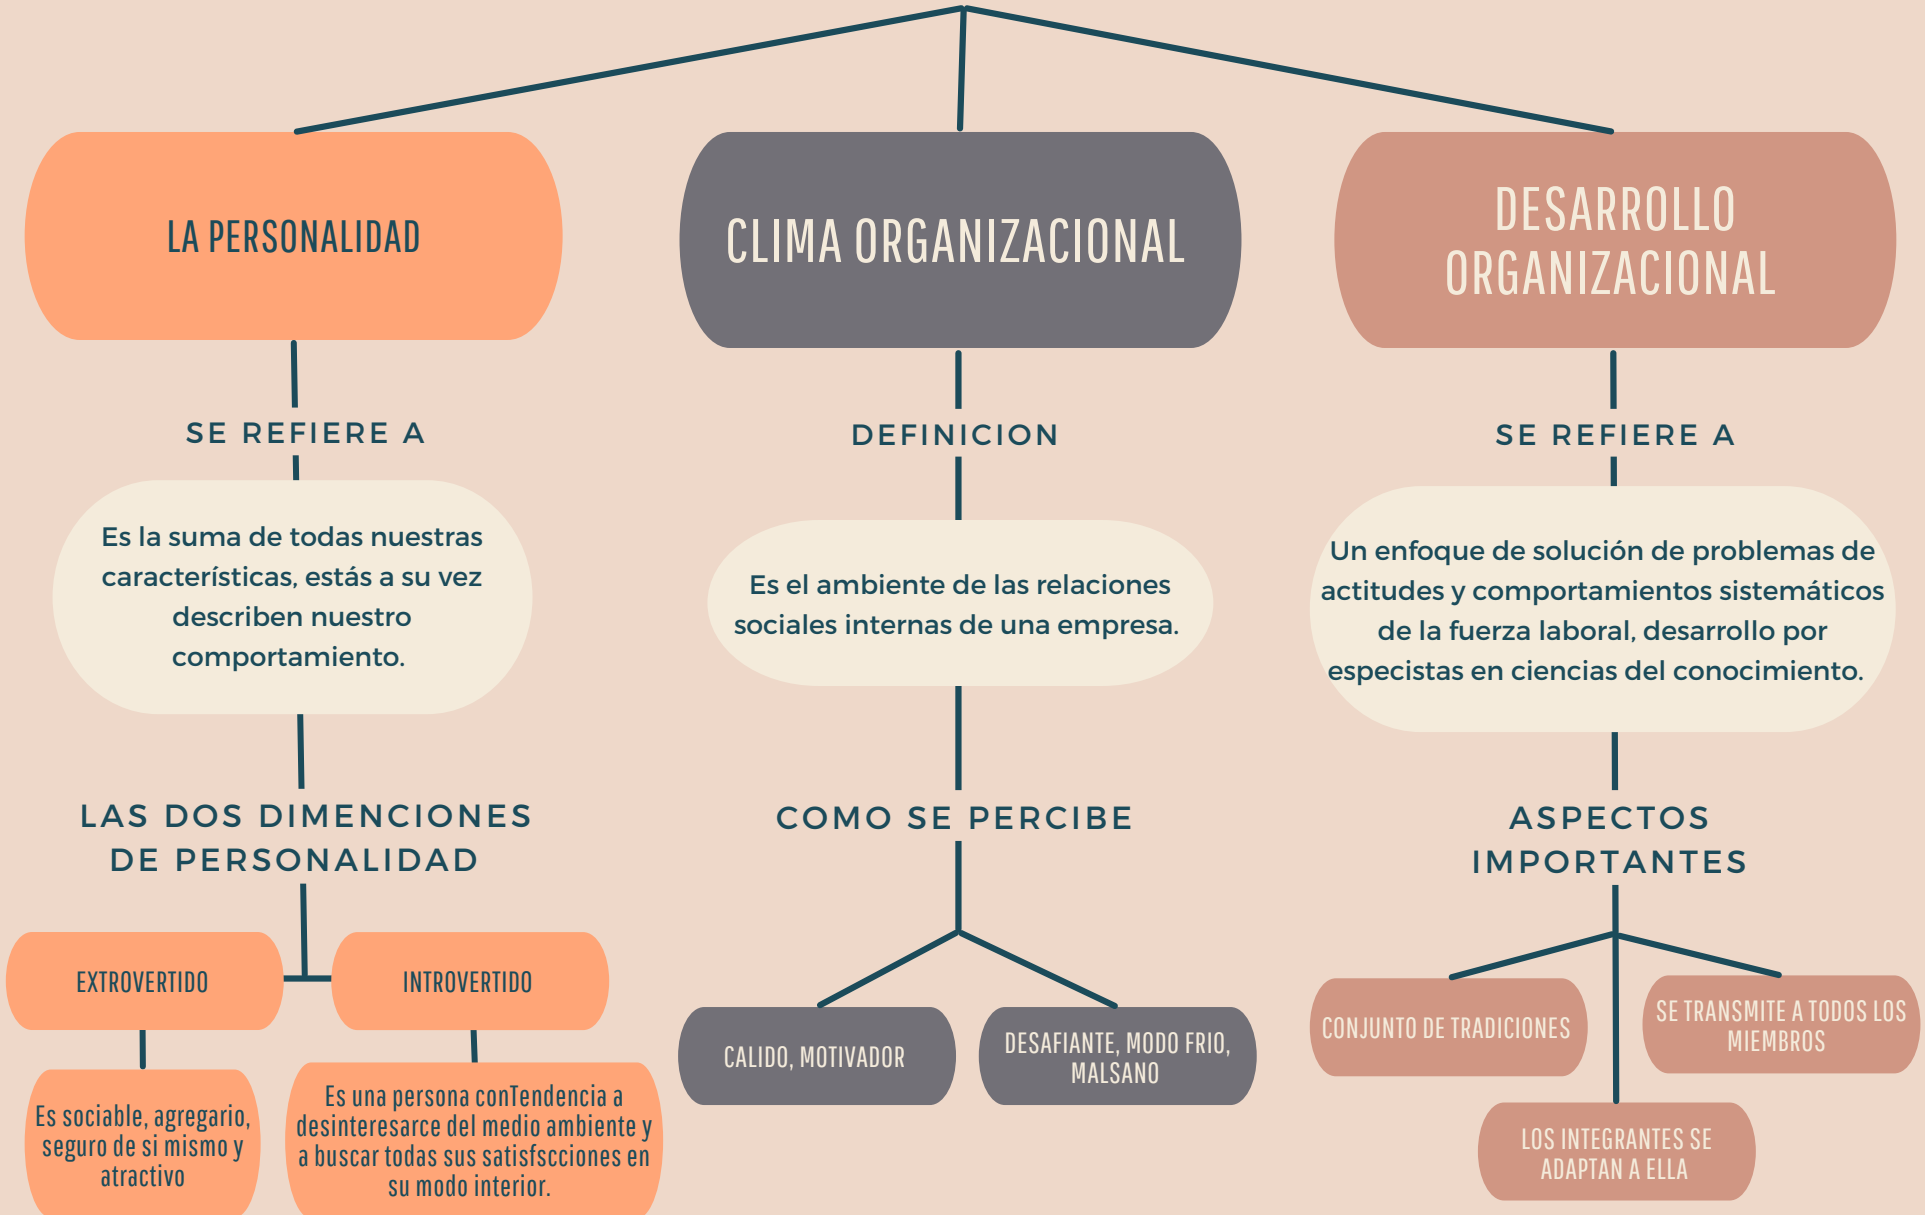 LA PERSONALIDAD
SE REFIERE A
Es la suma de todas nuestras
características, estás a su vez
describen nuestro
comportamiento.
LAS DOS DIMENCIONES
DE PERSONALIDAD
EXTROVERTIDO
INTROVERTIDO
Es sociable, agregario,
seguro de si mismo y
atractivo
Es una persona conTendencia a
desinteresarce del medio ambiente y
a buscar todas sus satisfscciones en
su modo interior.
CLIMA ORGANIZACIONAL
DEFINICION
Es el ambiente de las relaciones
sociales internas de una empresa.
COMO SE PERCIBE
CALIDO, MOTIVADOR
DESAFIANTE, MODO FRIO,
MALSANO
DESARROLLO
ORGANIZACIONAL
SE REFIERE A
Un enfoque de solución de problemas de
actitudes y comportamientos sistemáticos
de la fuerza laboral, desarrollo por
especistas en ciencias del conocimiento.
ASPECTOS
IMPORTANTES
CONJUNTO DE TRADICIONES
SE TRANSMITE A TODOS LOS
MIEMBROS
LOS INTEGRANTES SE
ADAPTAN A ELLA